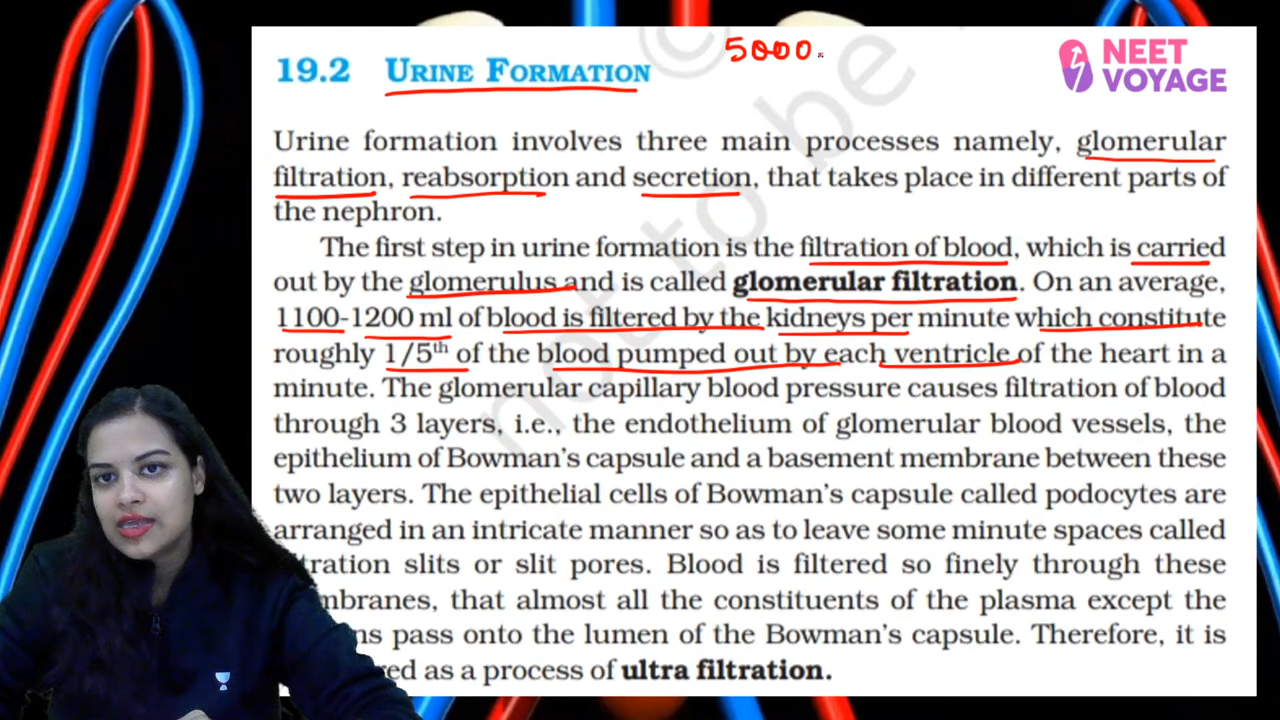 5000
NEET
VOYAGE
19.2 URINE FORMATION
Urine formation involves three main processes namely, glomerular
filtration, reabsorption and secretion, that takes place in different parts of
the nephron.
The first step in urine formation is the filtration of blood, which is carried
out by the glomerulus and is called glomerular filtration. On an average,
1100-1200 ml of blood is filtered by the kidneys per minute which constitute
roughly 1/5th of the blood pumped out by each ventricle of the heart in a
minute. The glomerular capillary blood pressure causes filtration of blood
through 3 layers, i.e., the endothelium of glomerular blood vessels, the
epithelium of Bowman's capsule and a basement membrane between these
two layers. The epithelial cells of Bowman's capsule called podocytes are
arranged in an intricate manner so as to leave some minute spaces called
tration slits or slit pores. Blood is filtered so finely through these
mbranes, that almost all the constituents of the plasma except the
ns pass onto the lumen of the Bowman's capsule. Therefore, it is
red as a process of ultra filtration.
©
not to be